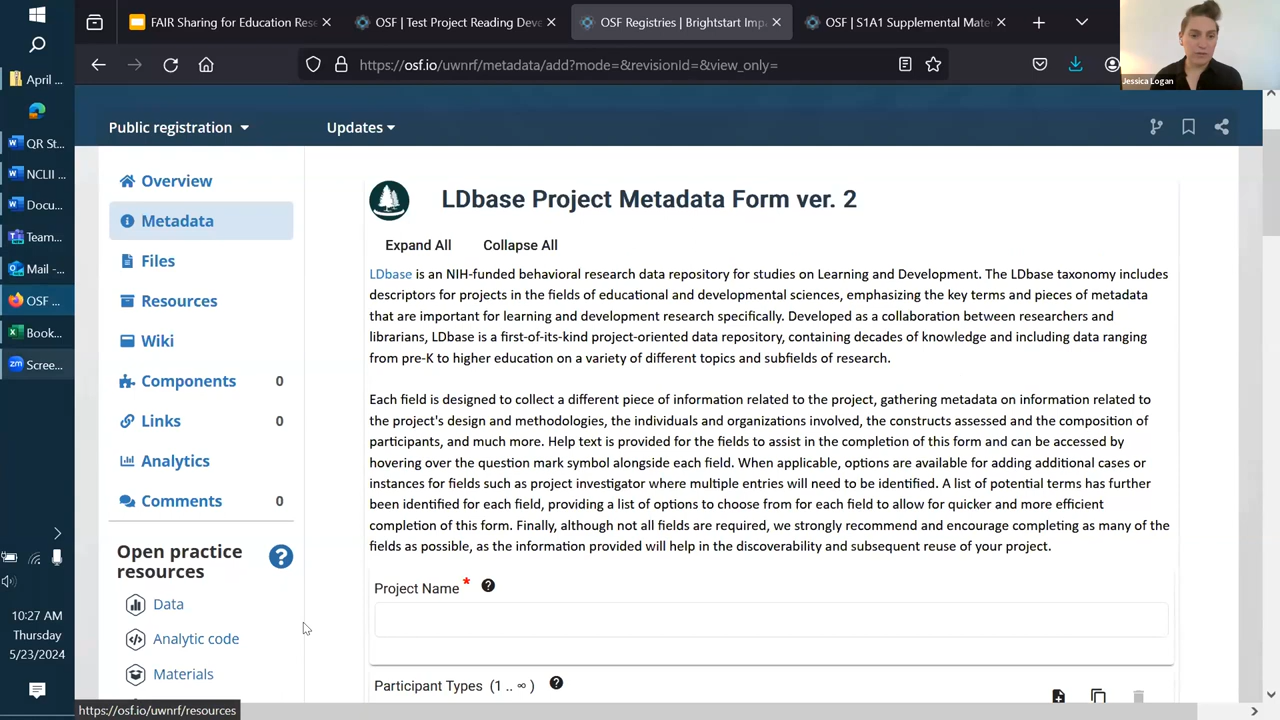 FAIR Sharing for Education Rese
OSF | Test Project Reading Deve
OSF Registries | Brightstart Impa
OSF | S1A1 Supplemental Mate
https://osf.io/uwnrf/metadata/add?mode=&revisionId=&view_only=
Jessica Logan
April ...
QR St...
NCLII ...
Docu...
Team...
Mail -...
OSF ...
Book...
Scree...
10:27 AM
Thursday
5/23/2024
Public registration
Updates
Overview
Metadata
Files
Resources
Wiki
Components 0
Links 0
Analytics
Comments 0
Open practice
resources
Data
Analytic code
Materials
https://osf.io/uwnrf/resources
LDbase Project Metadata Form ver. 2
Expand All Collapse All
LDbase is an NIH-funded behavioral research data repository for studies on Learning and Development. The LDbase taxonomy includes
descriptors for projects in the fields of educational and developmental sciences, emphasizing the key terms and pieces of metadata
that are important for learning and development research specifically. Developed as a collaboration between researchers and
librarians, LDbase is a first-of-its-kind project-oriented data repository, containing decades of knowledge and including data ranging
from pre-K to higher education on a variety of different topics and subfields of research.
Each field is designed to collect a different piece of information related to the project, gathering metadata on information related to
the project's design and methodologies, the individuals and organizations involved, the constructs assessed and the composition of
participants, and much more. Help text is provided for the fields to assist in the completion of this form and can be accessed by
hovering over the question mark symbol alongside each field. When applicable, options are available for adding additional cases or
instances for fields such as project investigator where multiple entries will need to be identified. A list of potential terms has further
been identified for each field, providing a list of options to choose from for each field to allow for quicker and more efficient
completion of this form. Finally, although not all fields are required, we strongly recommend and encourage completing as many of the
fields as possible, as the information provided will help in the discoverability and subsequent reuse of your project.
Project Name *
Participant Types (1 .. ∞ )